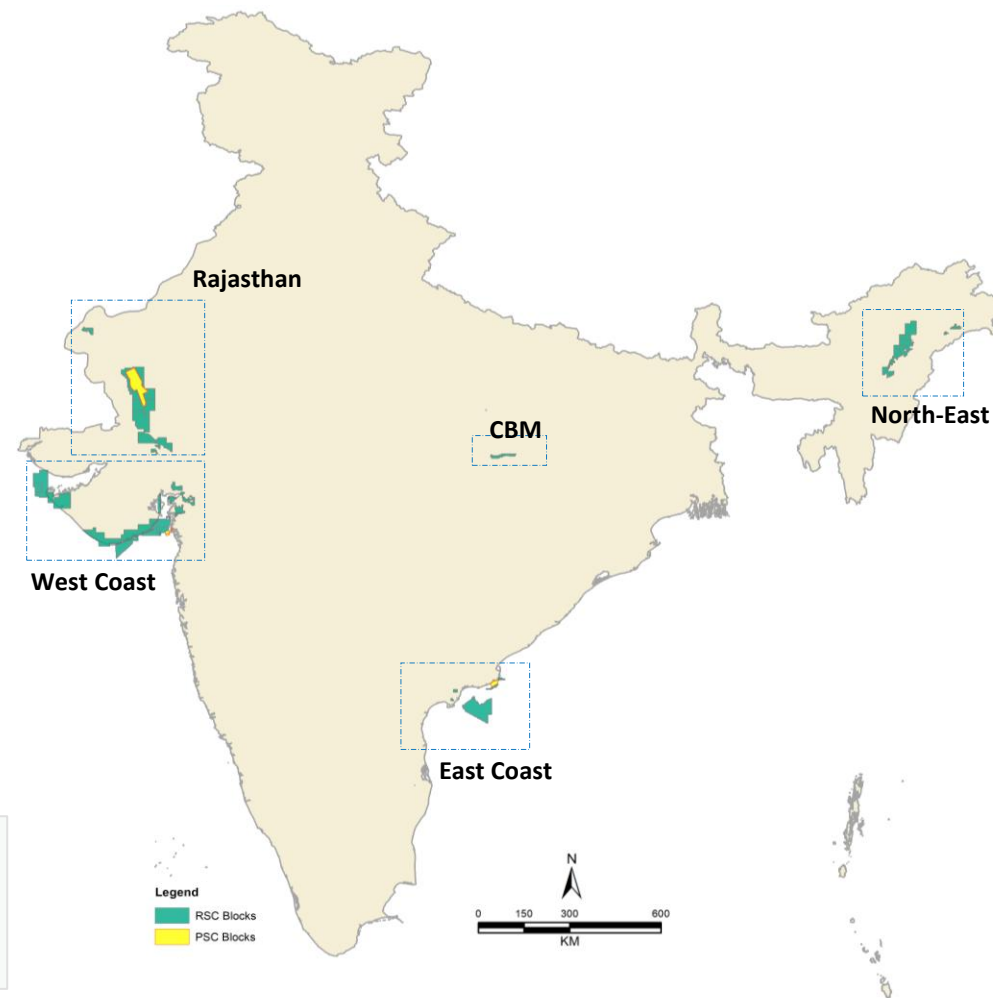 Rajasthan
North-East
CBM
West Coast
East Coast
Legend
RSC Blocks
PSC Blocks
N
0 150 300 600
KM